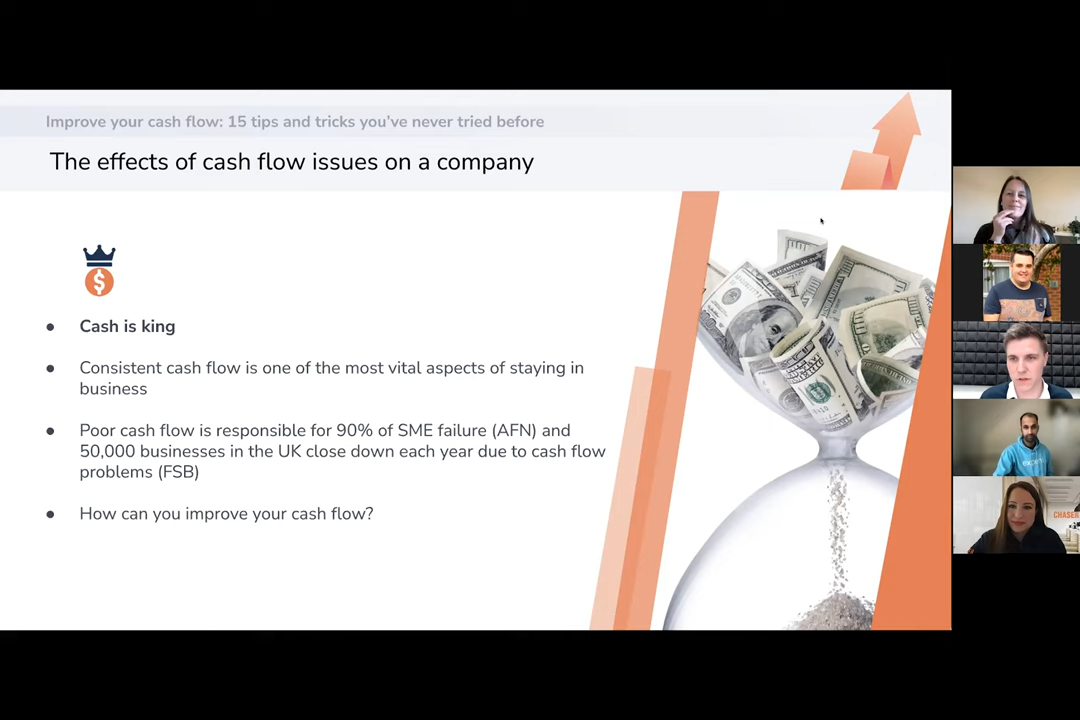 Improve your cash flow: 15 tips and tricks you've never tried before
The effects of cash flow issues on a company
$
• Cash is king
• Consistent cash flow is one of the most vital aspects of staying in
business
• Poor cash flow is responsible for 90% of SME failure (AFN) and
50,000 businesses in the UK close down each year due to cash flow
problems (FSB)
• How can you improve your cash flow?
CHASER